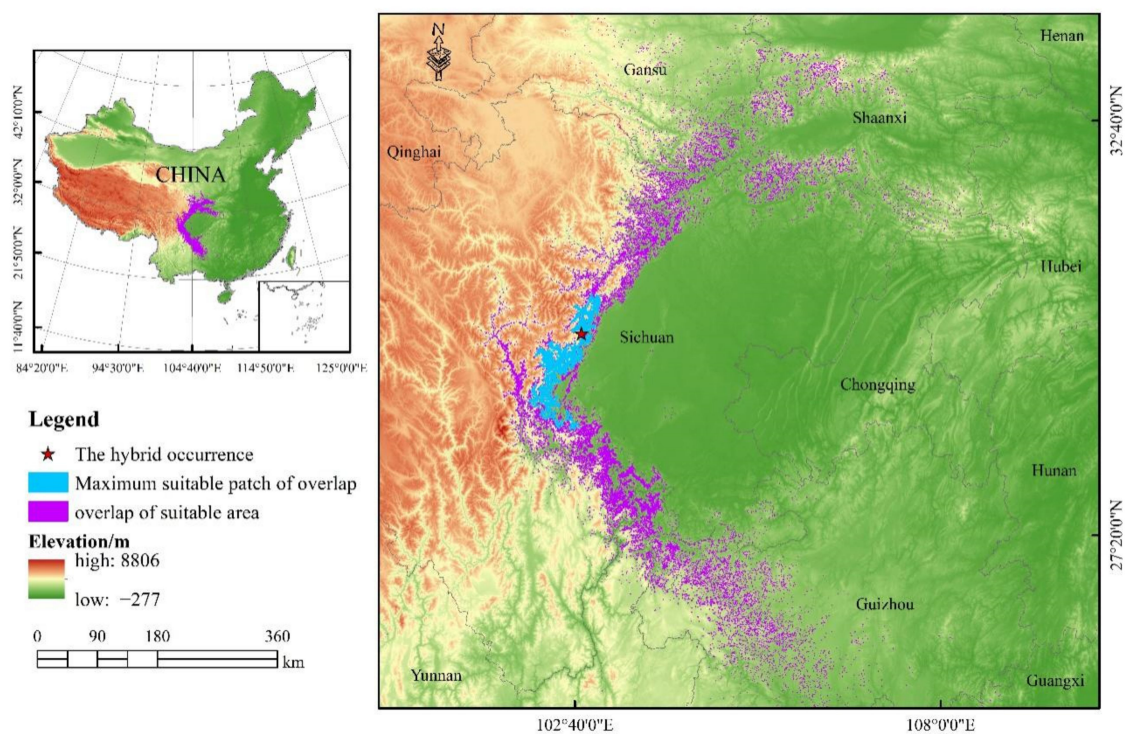 CHINA
42°10'0"N
32°0'0"N
21°50'0"N
11°40'0"N
84°20'0"E 94°30'0"E 104°40'0"E 114°50'0"E 125°0'0"E
Legend
The hybrid occurrence
Maximum suitable patch of overlap
overlap of suitable area
Elevation/m
high: 8806
low: −277
0 90 180 360
km
N
Henan
Gansu
Shaanxi
Qinghai
Hubei
Sichuan
Chongqing
Hunan
Guizhou
Yunnan
Guangxi
32°40'0"N
27°20'0"N
102°40'0"E 108°0'0"E